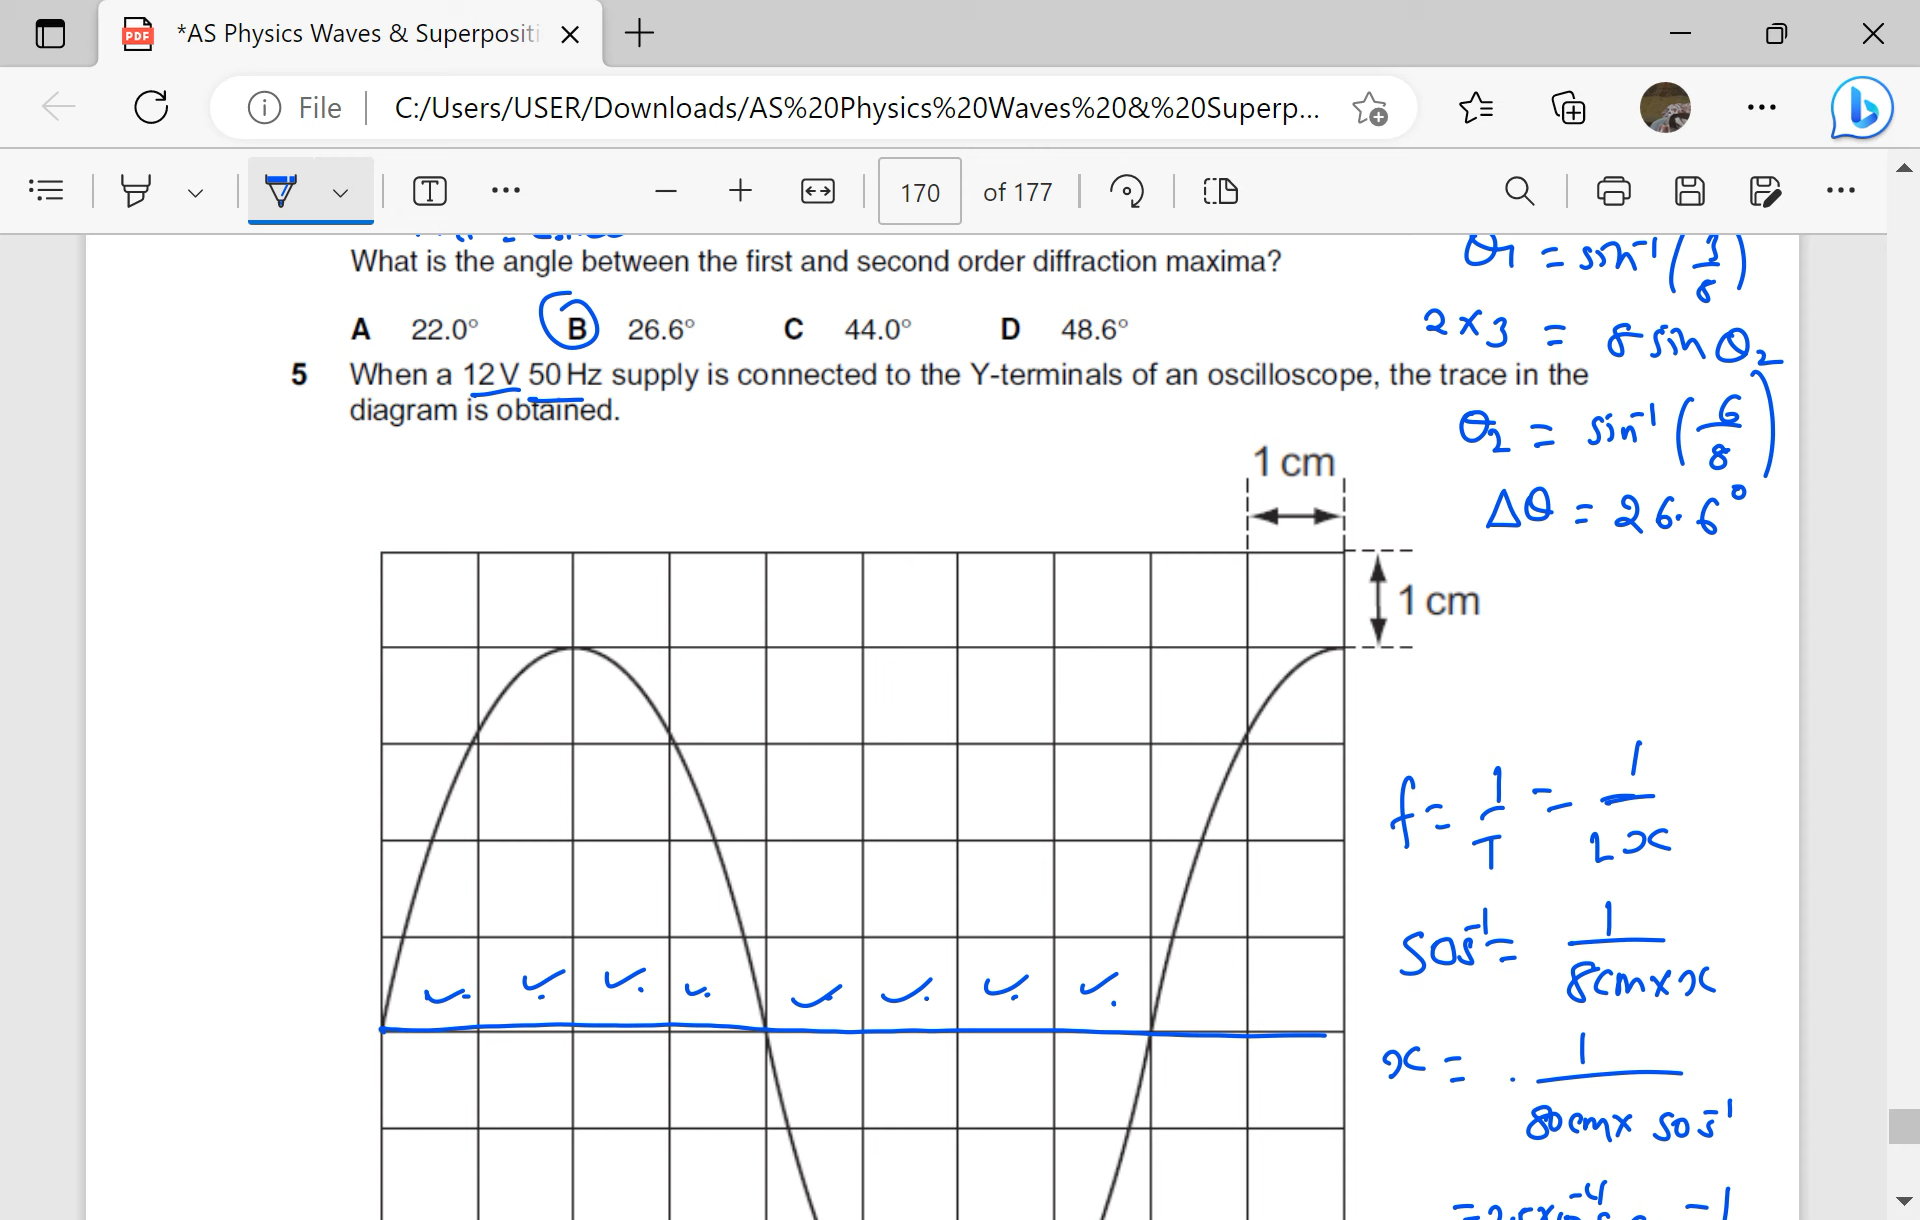 *AS Physics Waves & Superpositi
File
C:/Users/USER/Downloads/AS%20Physics%20Waves%20&%20Superp...
170 of 177
What is the angle between the first and second order diffraction maxima?
θ1 = sin⁻¹(3/8)
A 22.0° B 26.6° C 44.0° D 48.6°
2 × 3 = 8 sin θ2
5 When a 12 V 50 Hz supply is connected to the Y-terminals of an oscilloscope, the trace in the
diagram is obtained.
θ2 = sin⁻¹(6/8)
Δθ = 26.6°
1 cm
1 cm
f = 1/T = 1/2x
50s⁻¹ = 1/8cm × x
x = 1/80cm × 50s⁻¹